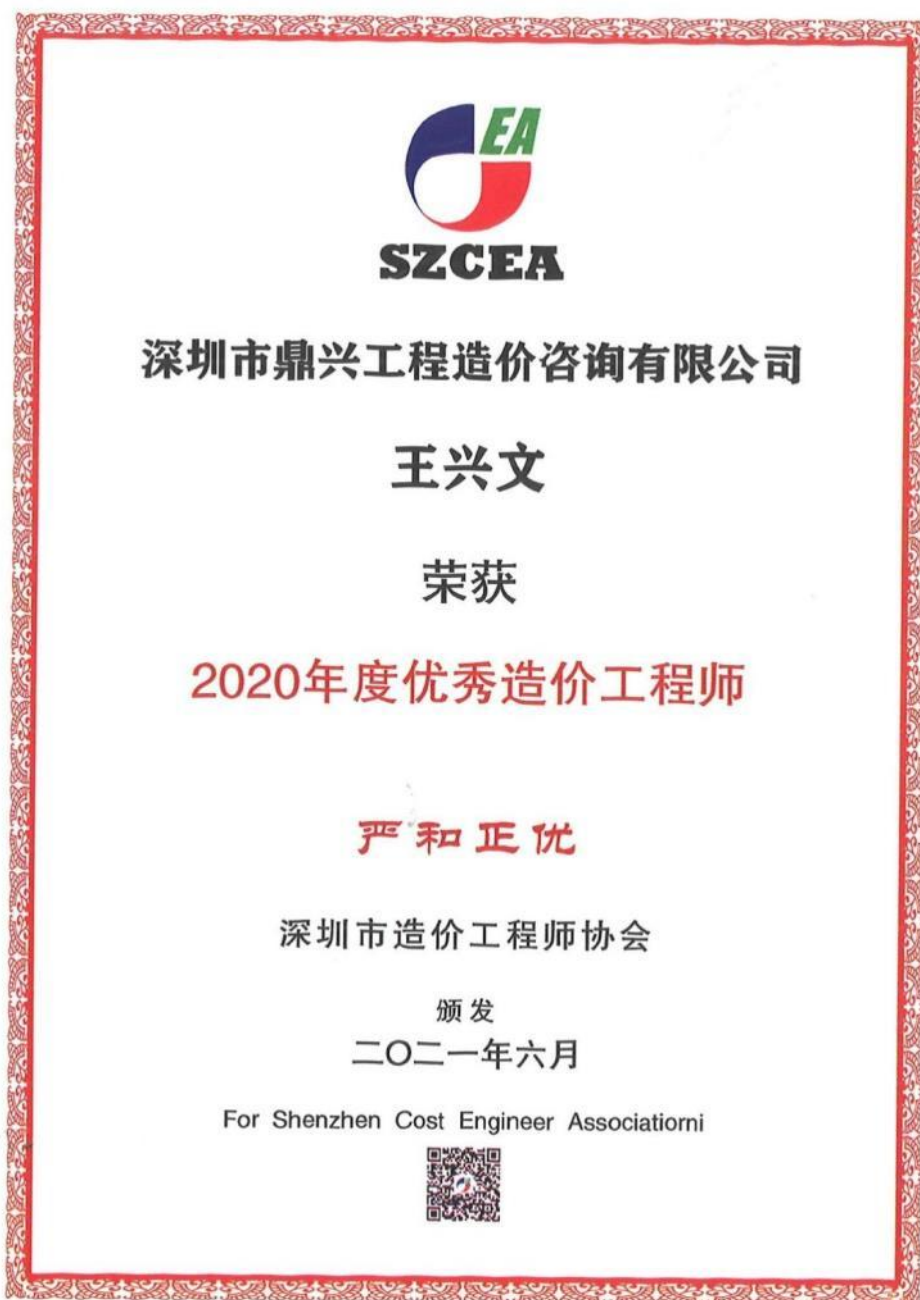 EA
SZCEA
深圳市鼎兴工程造价咨询有限公司
王兴文
荣获
2020年度优秀造价工程师
严和正优
深圳市造价工程师协会
颁发
二〇二一年六月
For Shenzhen Cost Engineer Associatiorni